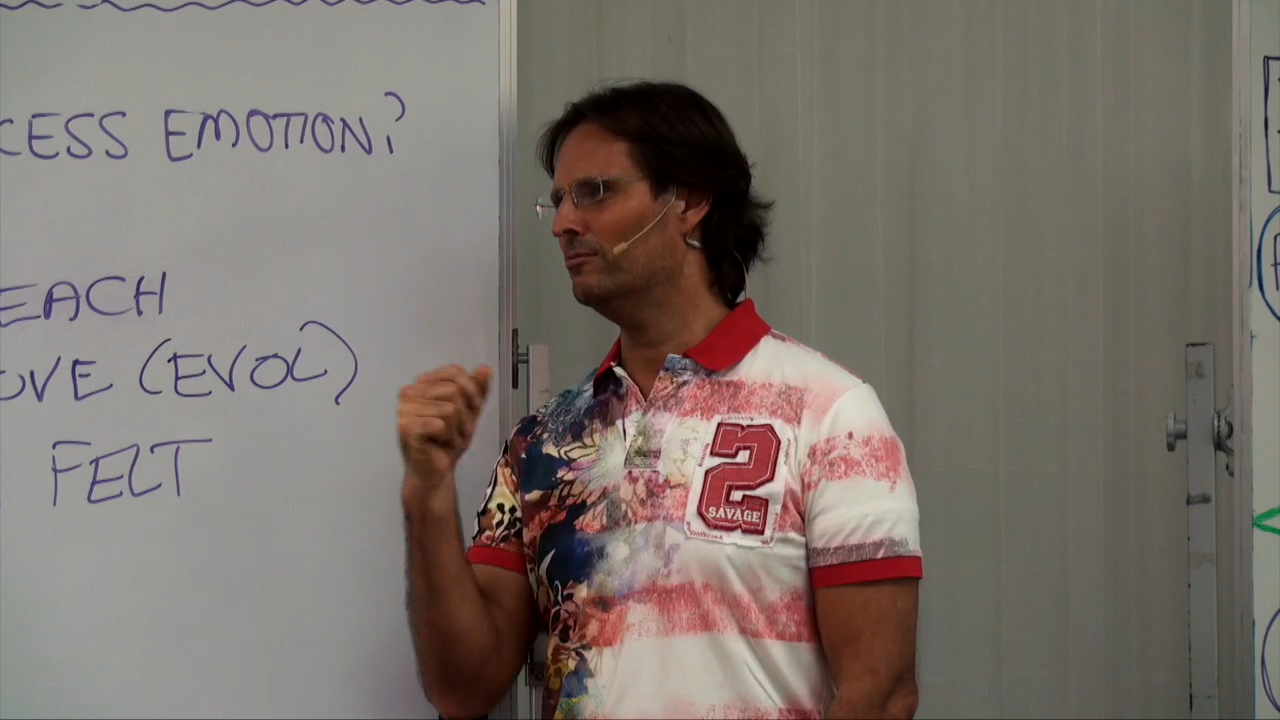 CESS EMOTION?
EACH
OVE (EVOL)
FELT
2
SAVAGE